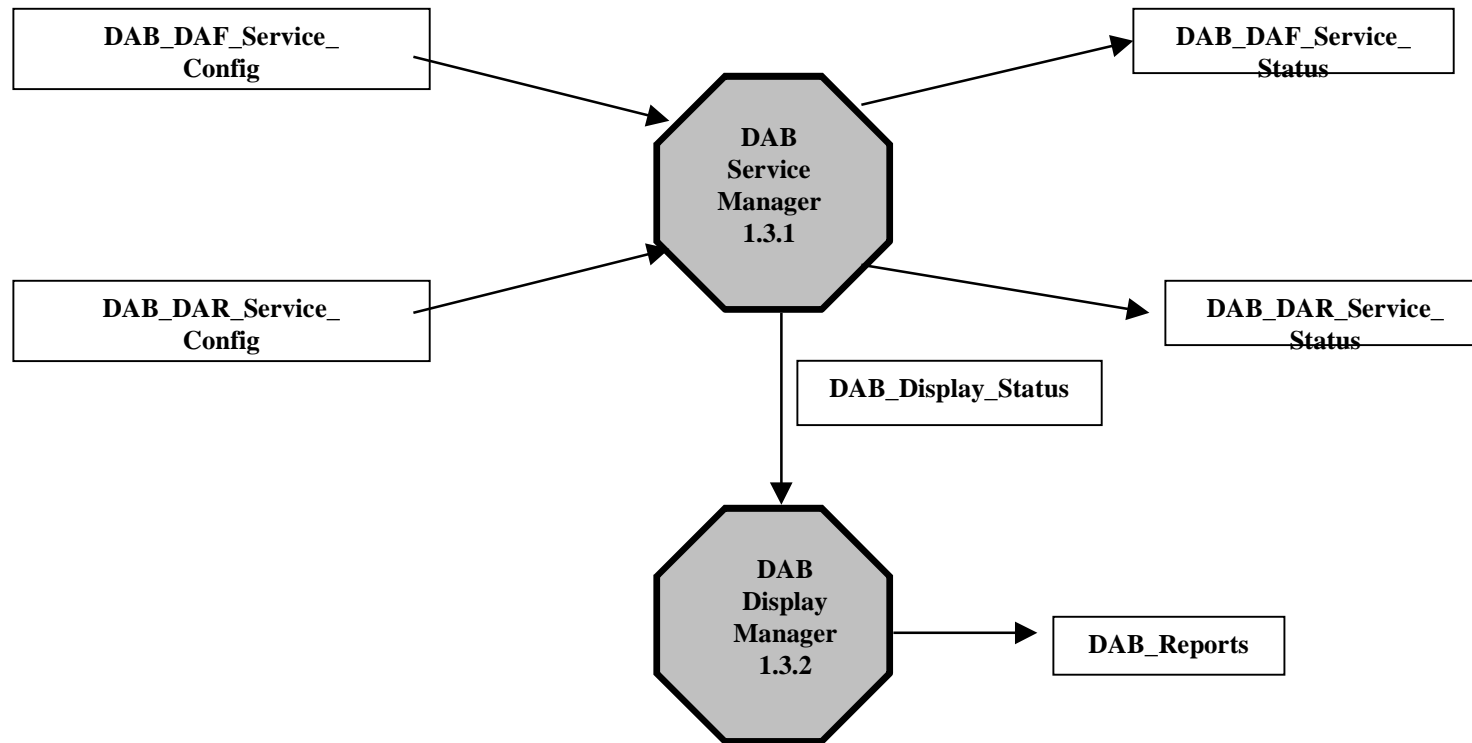 DAB_DAF_Service_
Config
DAB_DAF_Service_
Status
DAB
Service
Manager
1.3.1
DAB_DAR_Service_
Config
DAB_DAR_Service_
Status
DAB_Display_Status
DAB
Display
Manager
1.3.2
DAB_Reports